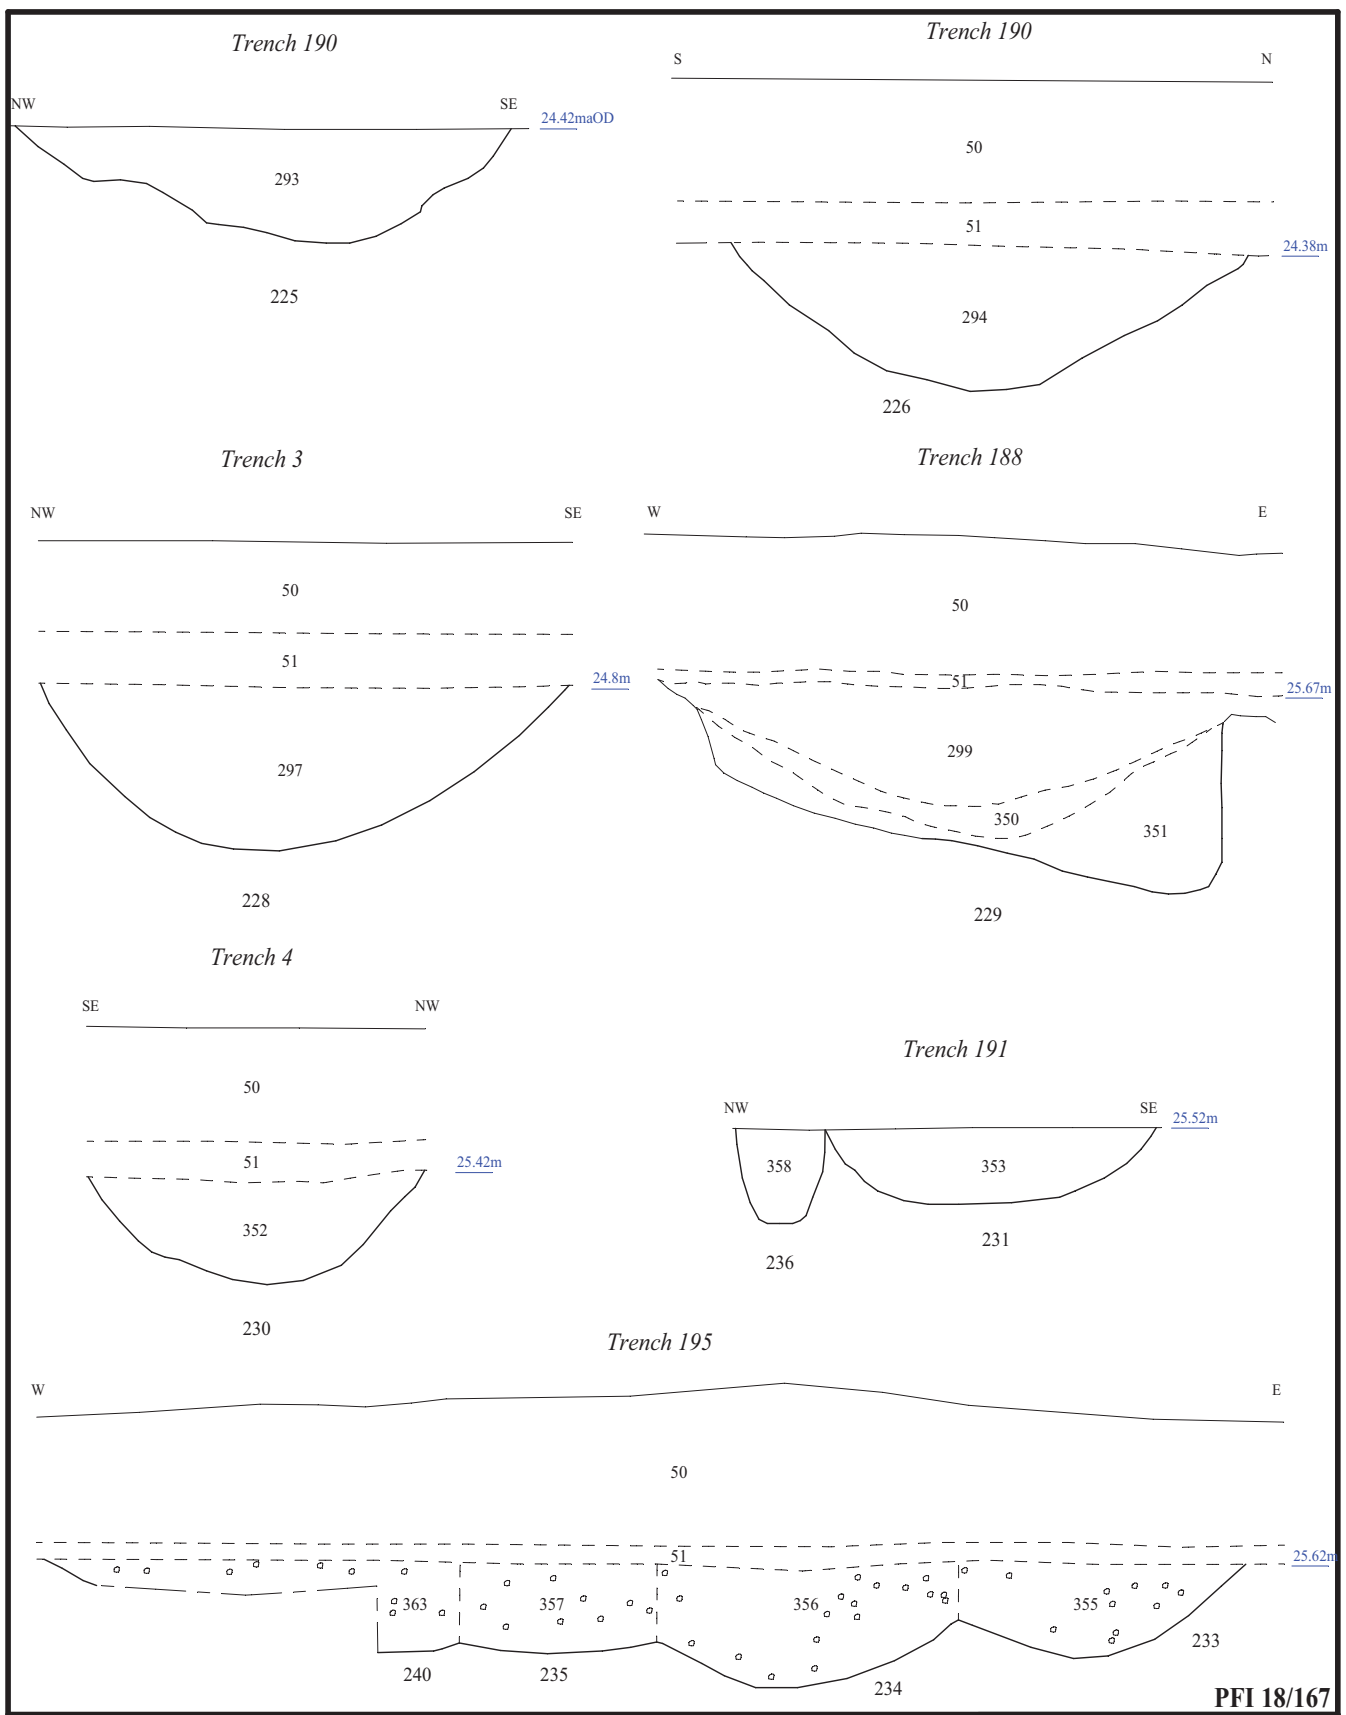 Trench 190
NW
SE
24.42maOD
293
225
Trench 190
S
N
50
51
24.38m
294
226
Trench 3
NW
SE
50
51
24.8m
297
228
Trench 188
W
E
50
51
25.67m
299
350
351
229
Trench 4
SE
NW
50
51
25.42m
352
230
Trench 191
NW
SE
25.52m
358
353
236
231
Trench 195
W
E
50
51
25.62m
363
357
356
355
240
235
234
233
PFI 18/167